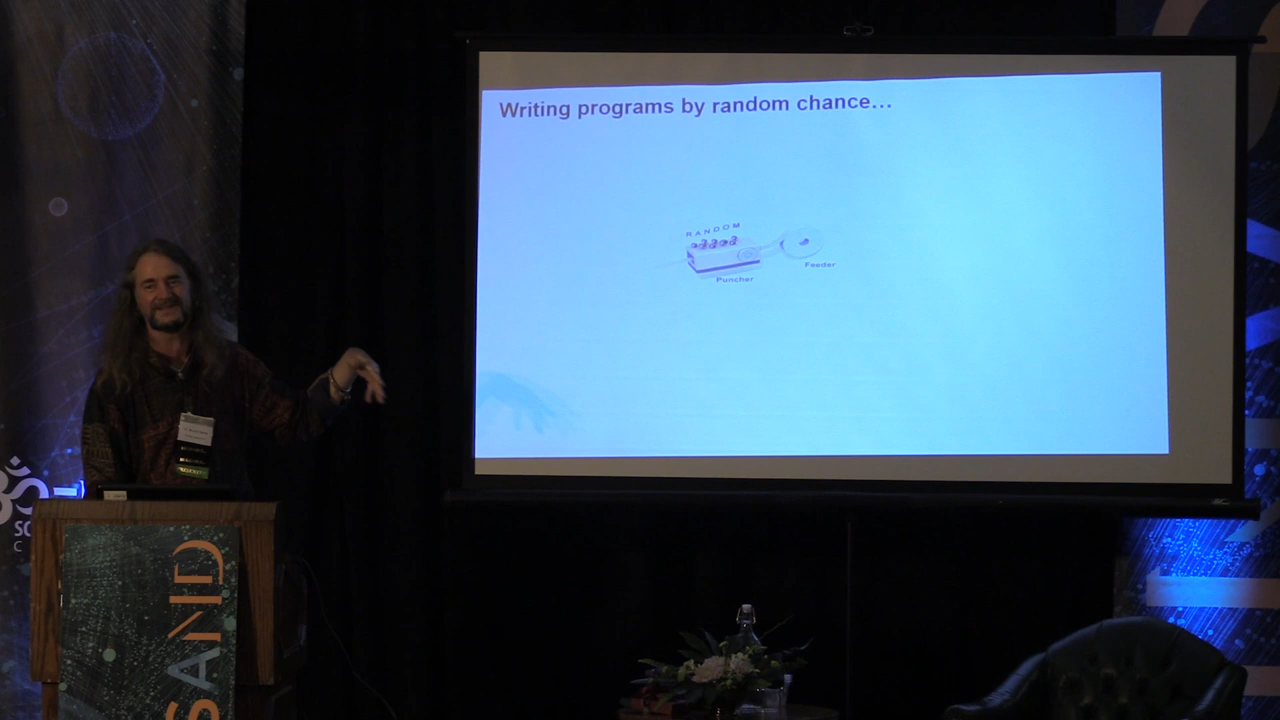 Writing programs by random chance…
RANDOM
Puncher
Feeder
SAND